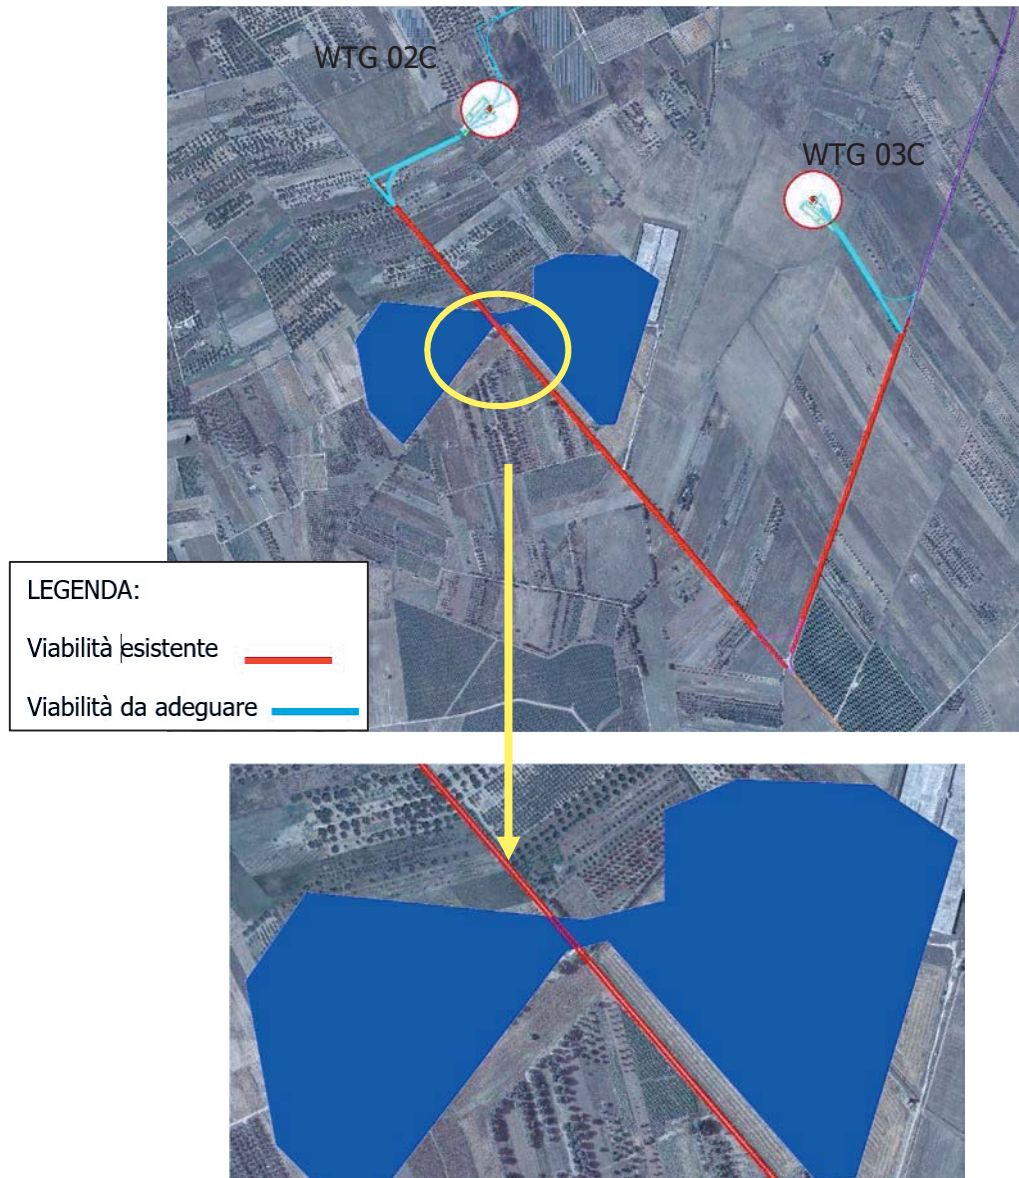 WTG 02C
WTG 03C
LEGENDA:
Viabilità esistente
Viabilità da adeguare